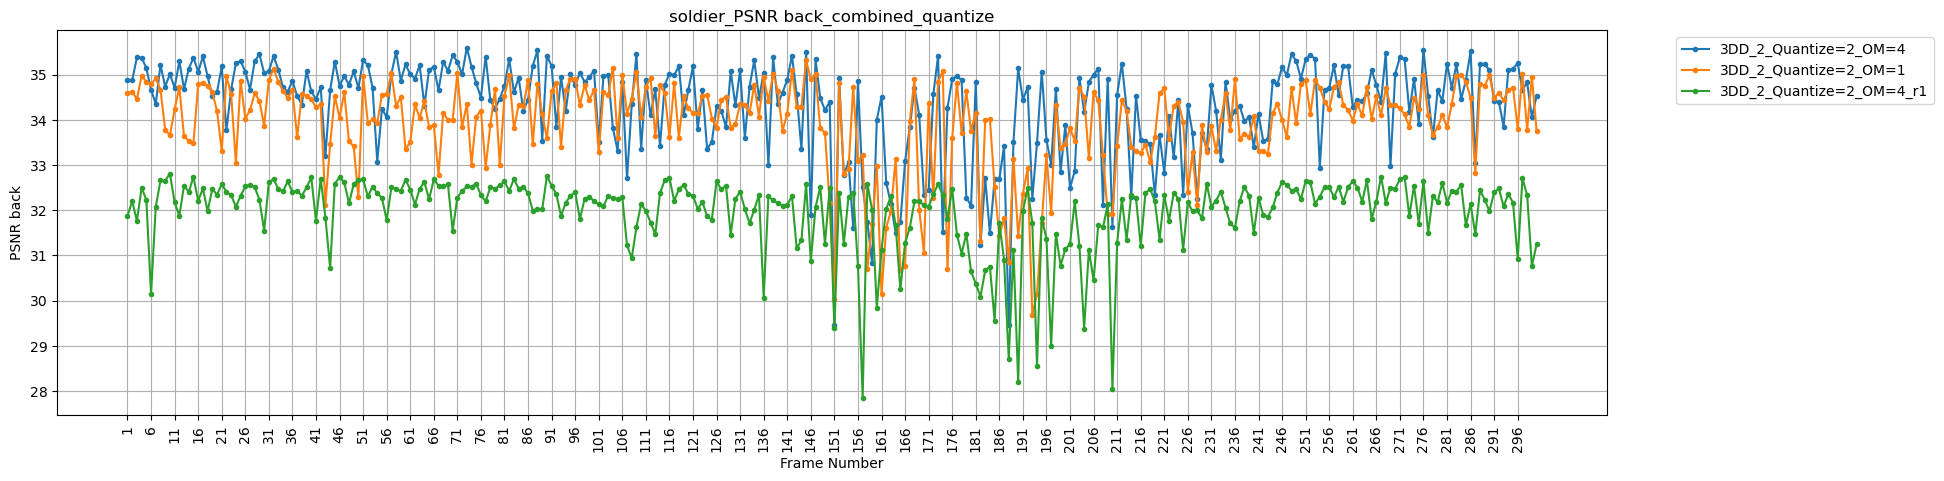 soldier_PSNR back_combined_quantize
PSNR back
35
34
33
32
31
30
29
28
1 6 11 16 21 26 31 36 41 46 51 56 61 66 71 76 81 86 91 96 101 106 111 116 121 126 131 136 141 146 151 156 161 166 171 176 181 186 191 196 201 206 211 216 221 226 231 236 241 246 251 256 261 266 271 276 281 286 291 296
Frame Number
3DD_2_Quantize=2_OM=4
3DD_2_Quantize=2_OM=1
3DD_2_Quantize=2_OM=4_r1